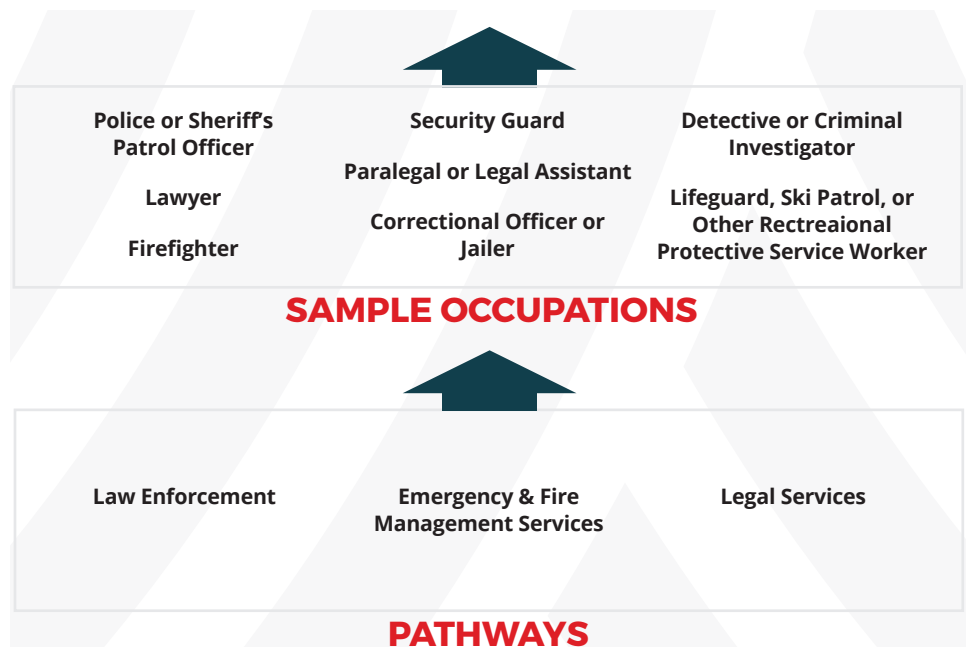 Police or Sheriff's
Patrol Officer
Lawyer
Firefighter
Security Guard
Paralegal or Legal Assistant
Correctional Officer or
Jailer
Detective or Criminal
Investigator
Lifeguard, Ski Patrol, or
Other Rectreaional
Protective Service Worker
SAMPLE OCCUPATIONS
Law Enforcement
Emergency & Fire
Management Services
Legal Services
PATHWAYS